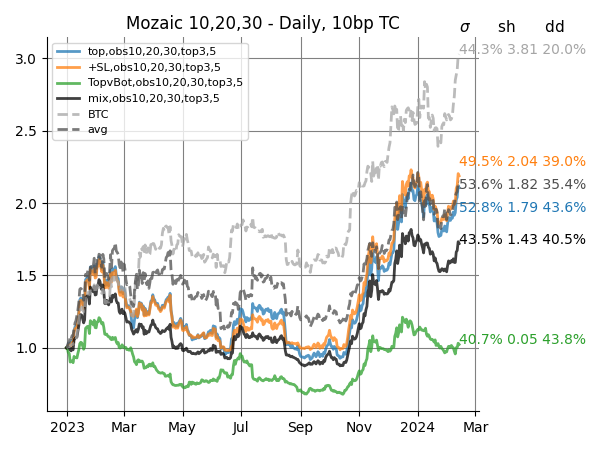 Mozaic 10,20,30 - Daily, 10bp TC
σ sh dd
top,obs10,20,30,top3,5
+SL,obs10,20,30,top3,5
TopvBot,obs10,20,30,top3,5
mix,obs10,20,30,top3,5
BTC
avg
44.3% 3.81 20.0%
49.5% 2.04 39.0%
53.6% 1.82 35.4%
52.8% 1.79 43.6%
43.5% 1.43 40.5%
40.7% 0.05 43.8%
3.0
2.5
2.0
1.5
1.0
2023 Mar May Jul Sep Nov 2024 Mar